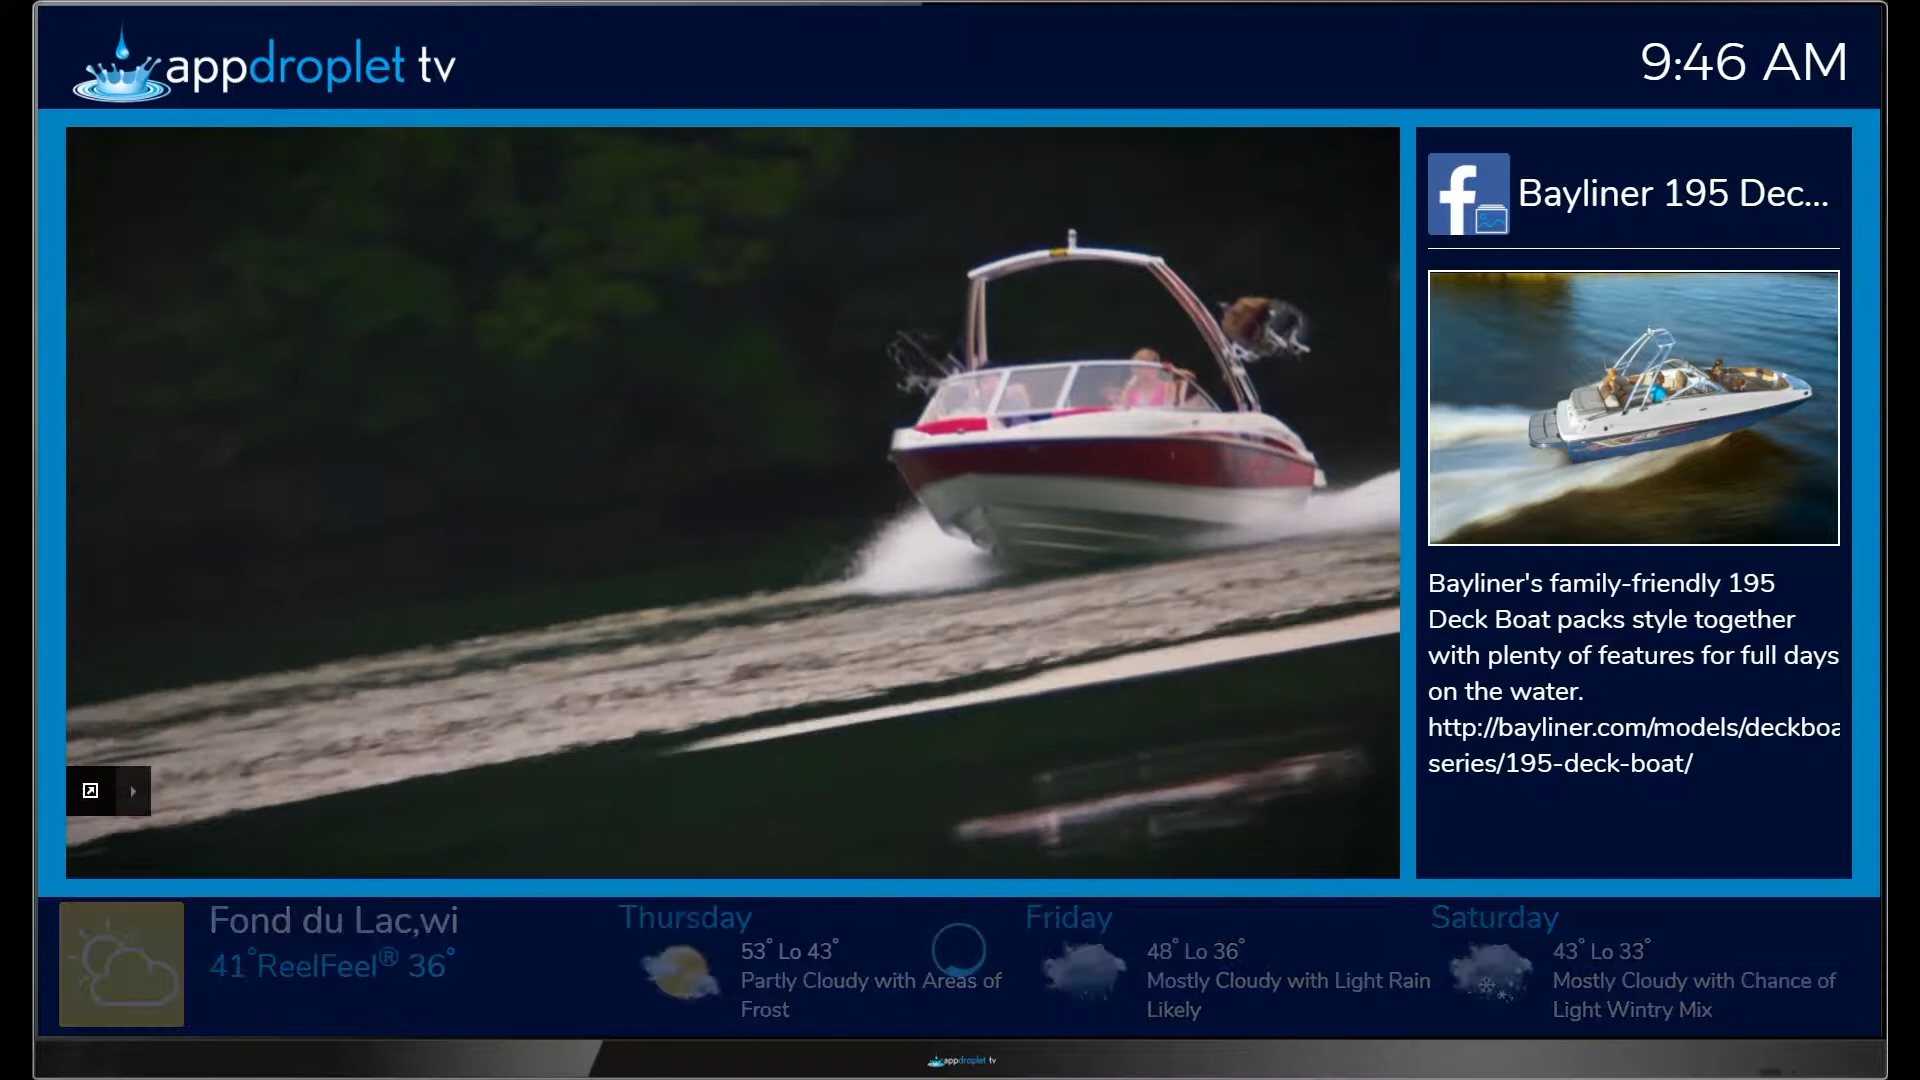 appdroplet tv
9:46 AM
f
Bayliner 195 Dec...
Bayliner's family-friendly 195
Deck Boat packs style together
with plenty of features for full days
on the water.
http://bayliner.com/models/deckboa
series/195-deck-boat/
Fond du Lac,wi
41°ReelFeel® 36°
Thursday
53° Lo 43°
Partly Cloudy with Areas of
Frost
Friday
48° Lo 36°
Mostly Cloudy with Light Rain
Likely
Saturday
43° Lo 33°
Mostly Cloudy with Chance of
Light Wintry Mix
appdroplet tv